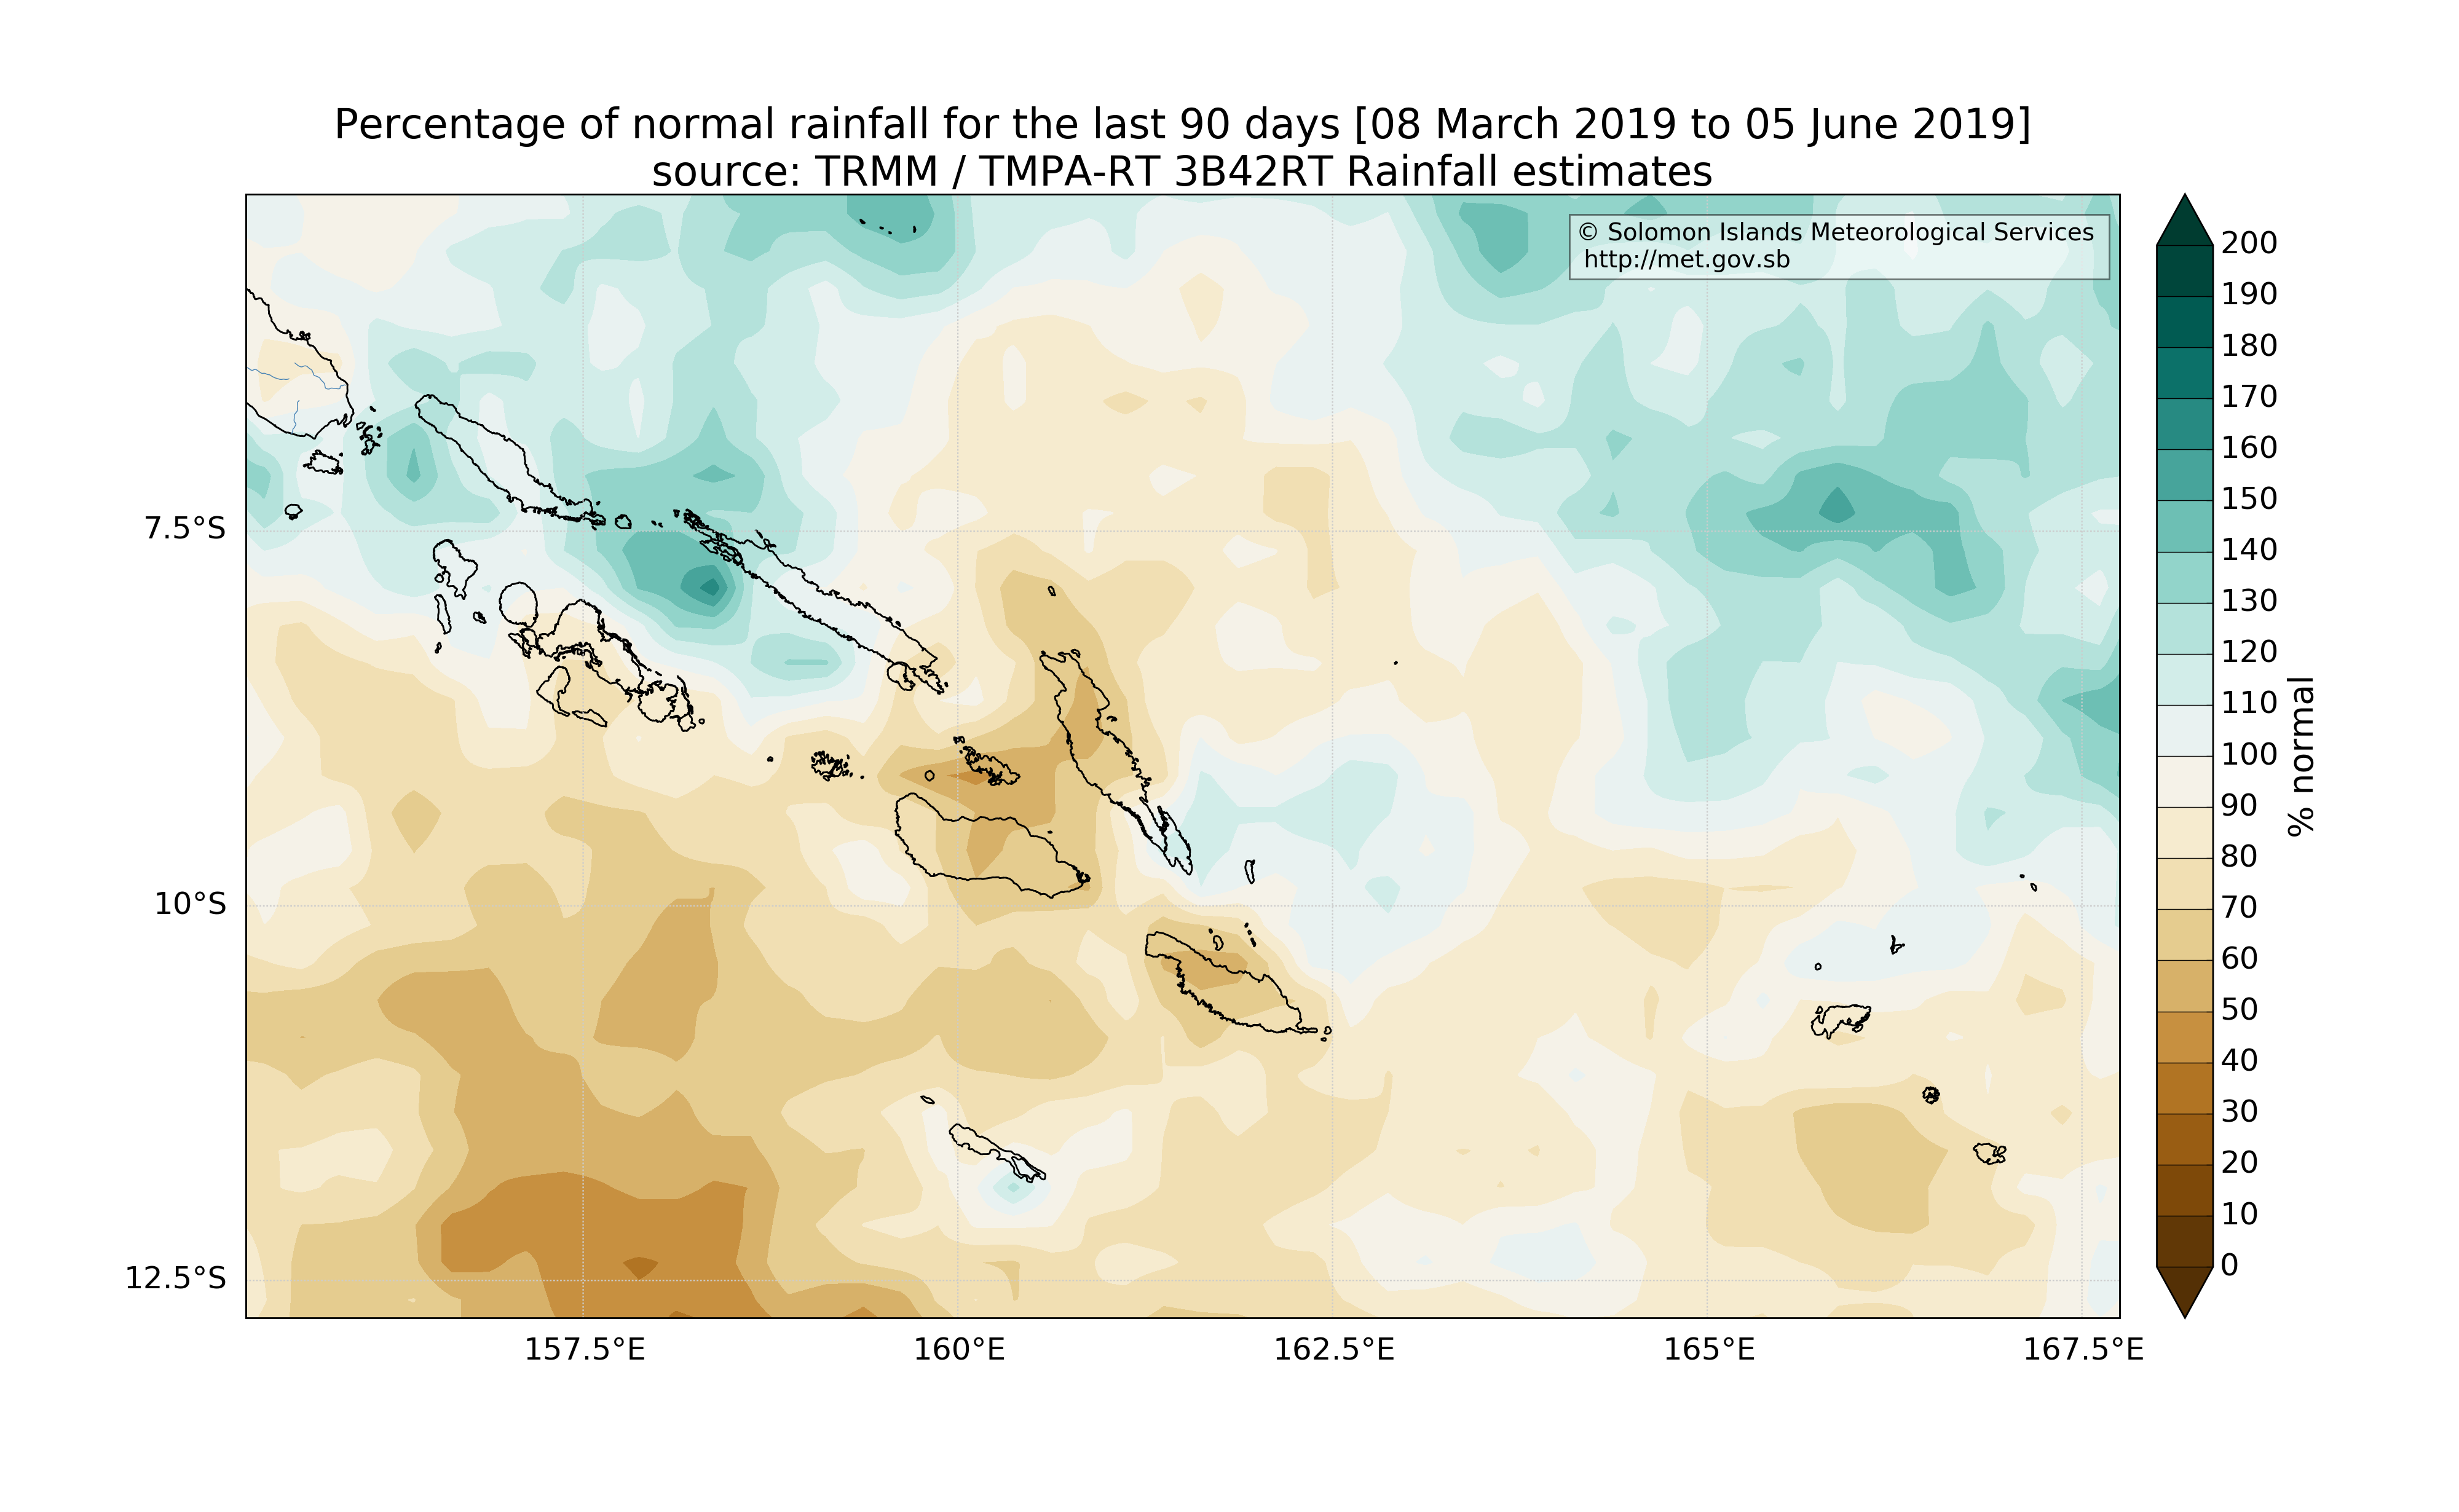 Percentage of normal rainfall for the last 90 days [08 March 2019 to 05 June 2019]
source: TRMM / TMPA-RT 3B42RT Rainfall estimates
© Solomon Islands Meteorological Services
http://met.gov.sb
7.5°S
10°S
12.5°S
157.5°E
160°E
162.5°E
165°E
167.5°E
200
190
180
170
160
150
140
130
120
110
100
90
80
70
60
50
40
30
20
10
0
% normal